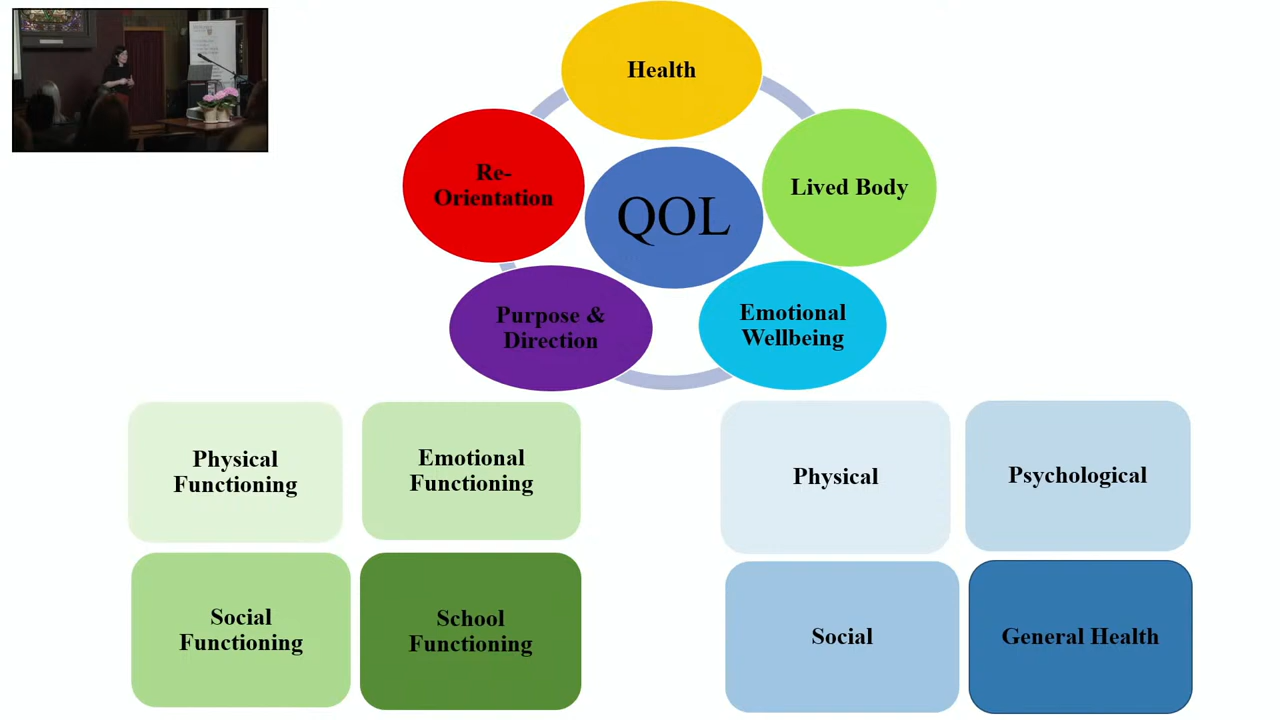 Health
Re-
Orientation
QOL
Lived Body
Purpose &
Direction
Emotional
Wellbeing
Physical
Functioning
Emotional
Functioning
Social
Functioning
School
Functioning
Physical
Psychological
Social
General Health